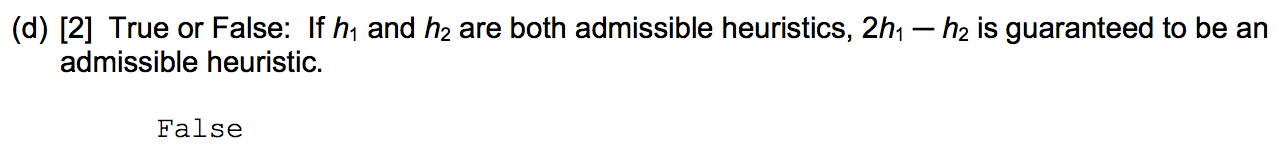 (d) [2] True or False: If h₁ and h₂ are both admissible heuristics, 2h₁ – h₂ is guaranteed to be an
admissible heuristic.
False